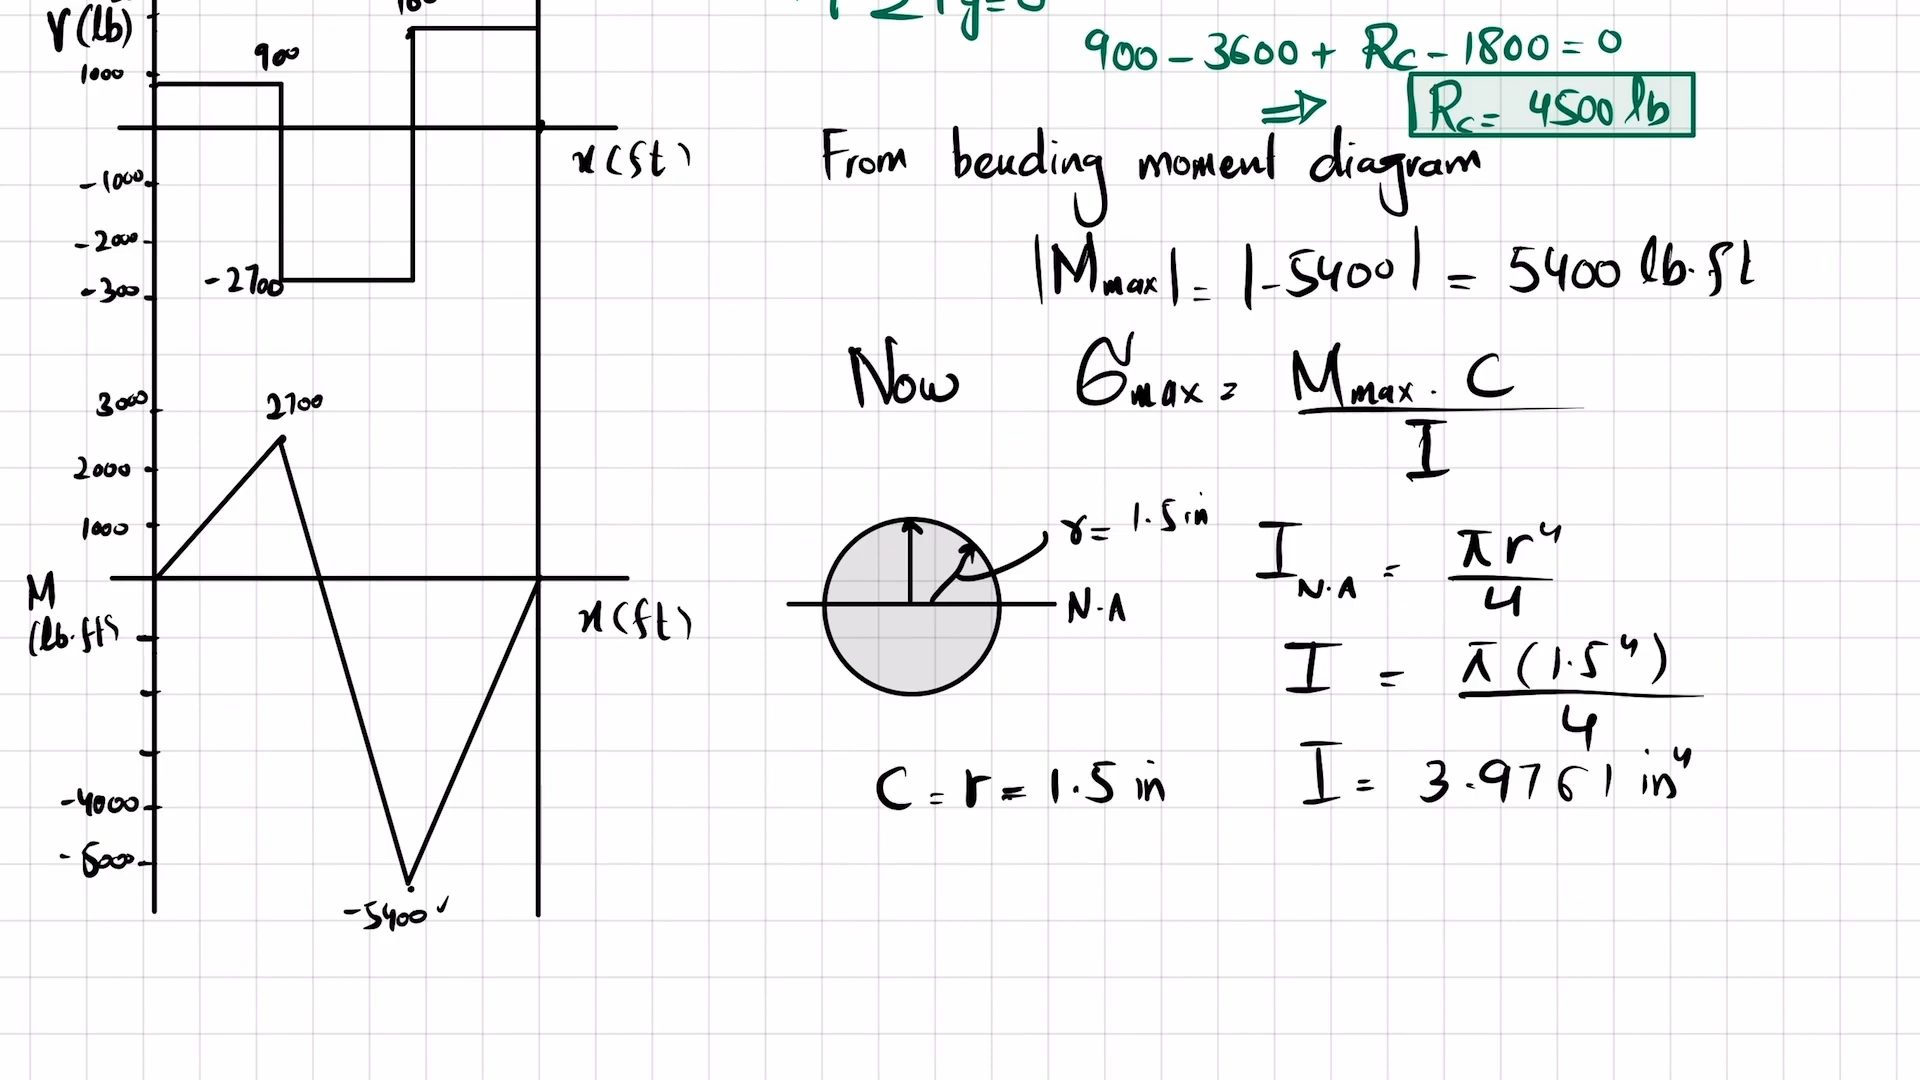 V(lb)
900
1000
-1000
-2000
-2700
-300
x(ft)
900 - 3600 + Rc - 1800 = 0
⇒ Rc = 4500 lb
From bending moment diagram
|Mmax| = |-5400| = 5400 lb·ft
Now σmax = Mmax · C / I
3000
2700
2000
1000
M
(lb·ft)
x(ft)
-4000
-5000
-5400 ✓
r = 1.5 in
N·A
I N·A = πr⁴ / 4
I = π(1.5⁴) / 4
C = r = 1.5 in
I = 3.9761 in⁴